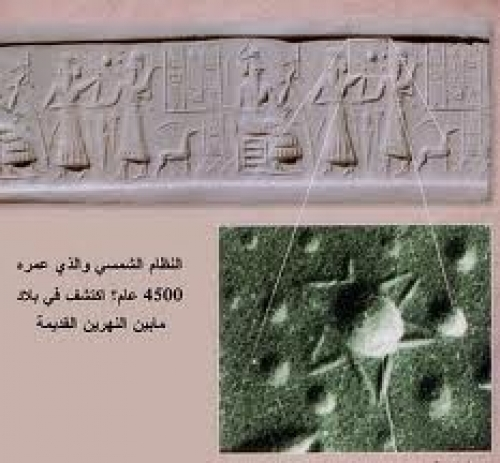 النظام الشمسي والذي عمره
4500 عام؟ اكتشف في بلاد
مابين النهرين القديمة